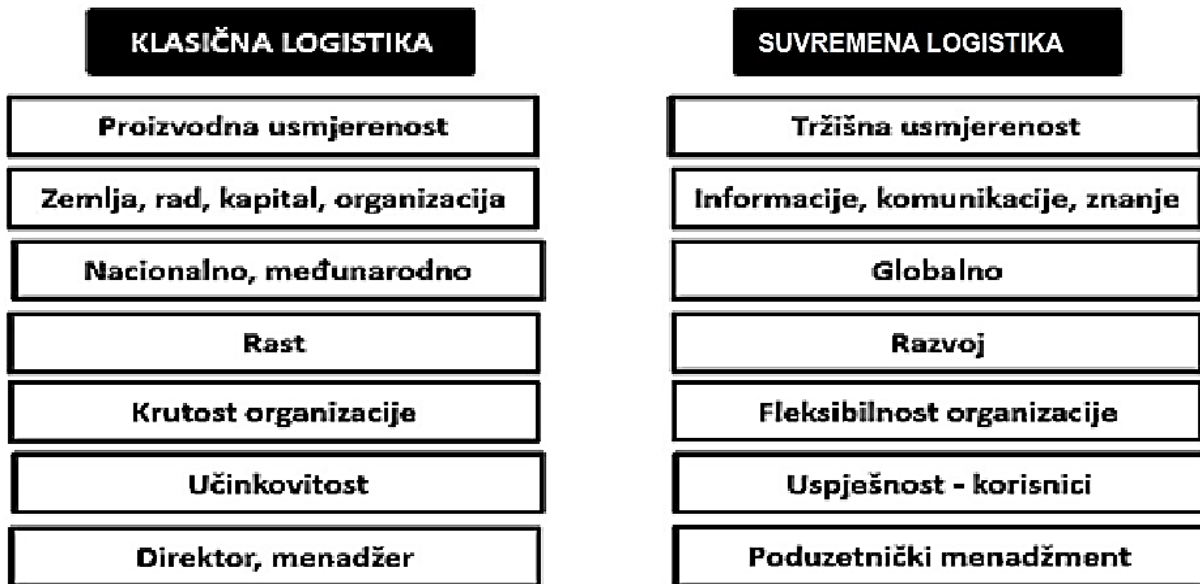 KLASIČNA LOGISTIKA
Proizvodna usmjerenost
Zemlja, rad, kapital, organizacija
Nacionalno, međunarodno
Rast
Krutost organizacije
Učinkovitost
Direktor, menadžer
SUVREMENA LOGISTIKA
Tržišna usmjerenost
Informacije, komunikacije, znanje
Globalno
Razvoj
Fleksibilnost organizacije
Uspješnost - korisnici
Poduzetnički menadžment